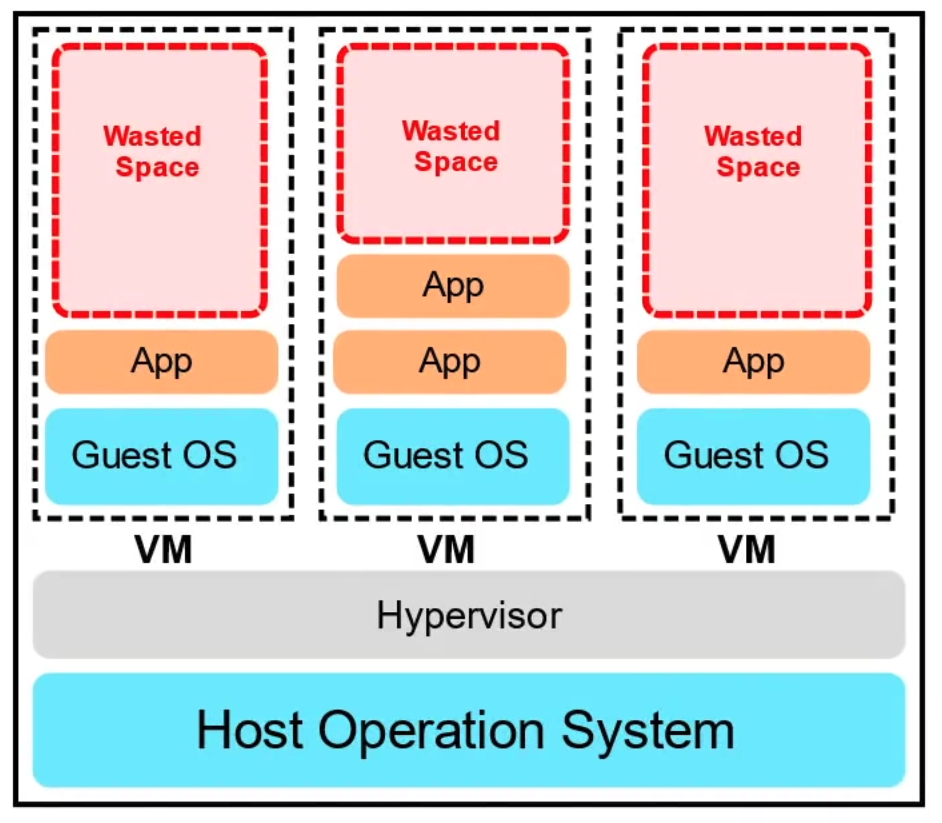 Wasted
Space
Wasted
Space
Wasted
Space
App
App
App
App
Guest OS
Guest OS
Guest OS
VM
VM
VM
Hypervisor
Host Operation System